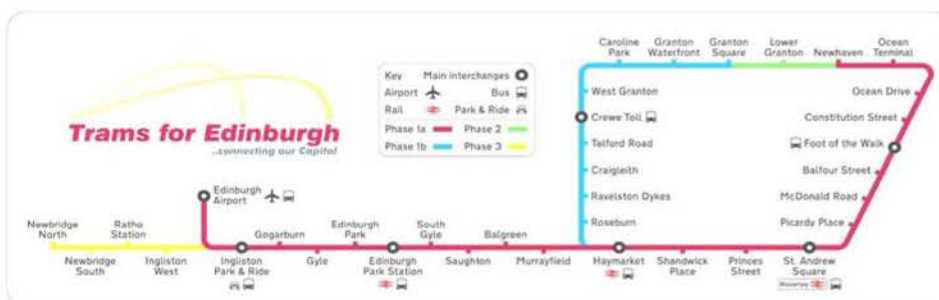 Caroline Park
Granton Waterfront
Granton Square
Lower Granton
Newhaven
Ocean Terminal
Key Main interchanges
Airport Bus
Rail Park & Ride
Phase 1a Phase 2
Phase 1b Phase 3
Trams for Edinburgh
...connecting our Capital
West Granton
Crewe Toll
Telford Road
Craigleith
Ravelston Dykes
Roseburn
Ocean Drive
Constitution Street
Foot of the Walk
Balfour Street
McDonald Road
Picardy Place
Edinburgh
Airport
Newbridge
North
Ratho
Station
Gogarburn
Edinburgh
Park
South
Gyle
Balgreen
Newbridge
South
Ingliston
West
Ingliston
Park & Ride
Gyle
Edinburgh
Park Station
Saughton
Murrayfield
Haymarket
Shandwick
Place
Princes
Street
St. Andrew
Square
Waverley